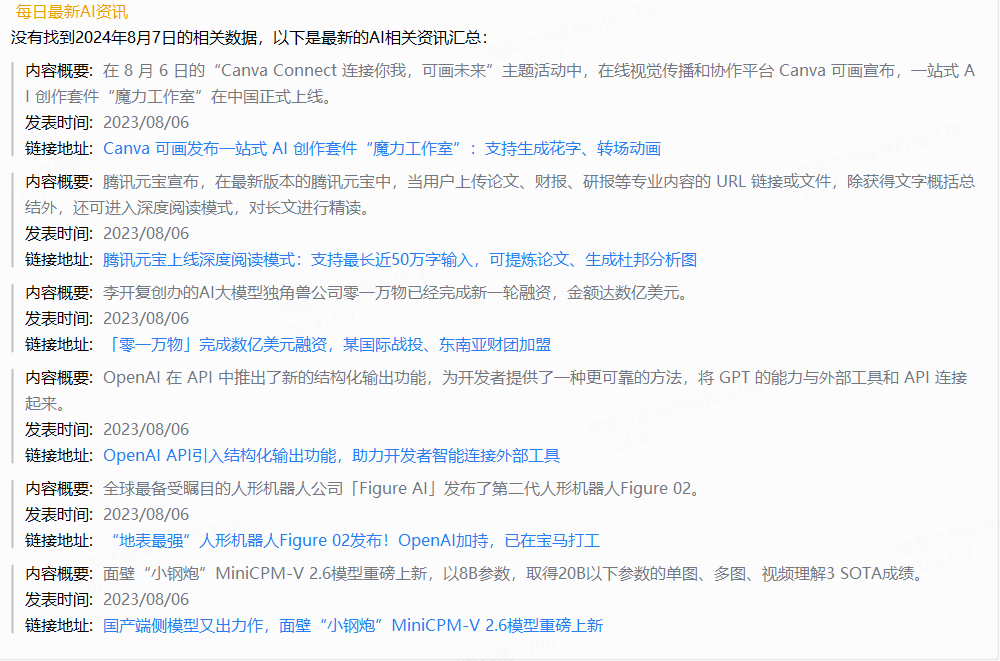 每日最新AI资讯
没有找到2024年8月7日的相关数据，以下是最新的AI相关资讯汇总：
内容概要：在 8 月 6 日的“Canva Connect 连接你我，可画未来”主题活动中，在线视觉传播和协作平台 Canva 可画宣布，一站式 A
I 创作套件“魔力工作室”在中国正式上线。
发表时间：2023/08/06
链接地址：Canva 可画发布一站式 AI 创作套件“魔力工作室”：支持生成花字、转场动画
内容概要：腾讯元宝宣布，在最新版本的腾讯元宝中，当用户上传论文、财报、研报等专业内容的 URL 链接或文件，除获得文字概括总
结外，还可进入深度阅读模式，对长文进行精读。
发表时间：2023/08/06
链接地址：腾讯元宝上线深度阅读模式：支持最长近50万字输入，可提炼论文、生成杜邦分析图
内容概要：李开复创办的AI大模型独角兽公司零一万物已经完成新一轮融资，金额达数亿美元。
发表时间：2023/08/06
链接地址：「零一万物」完成数亿美元融资，某国际战投、东南亚财团加盟
内容概要：OpenAI 在 API 中推出了新的结构化输出功能，为开发者提供了一种更可靠的方法，将 GPT 的能力与外部工具和 API 连接
起来。
发表时间：2023/08/06
链接地址：OpenAI API引入结构化输出功能，助力开发者智能连接外部工具
内容概要：全球最备受瞩目的人形机器人公司「Figure AI」发布了第二代人形机器人Figure 02。
发表时间：2023/08/06
链接地址：“地表最强”人形机器人Figure 02发布！OpenAI加持，已在宝马打工
内容概要：面壁“小钢炮”MiniCPM-V 2.6模型重磅上新，以8B参数，取得20B以下参数的单图、多图、视频理解3 SOTA成绩。
发表时间：2023/08/06
链接地址：国产端侧模型又出力作，面壁“小钢炮”MiniCPM-V 2.6模型重磅上新